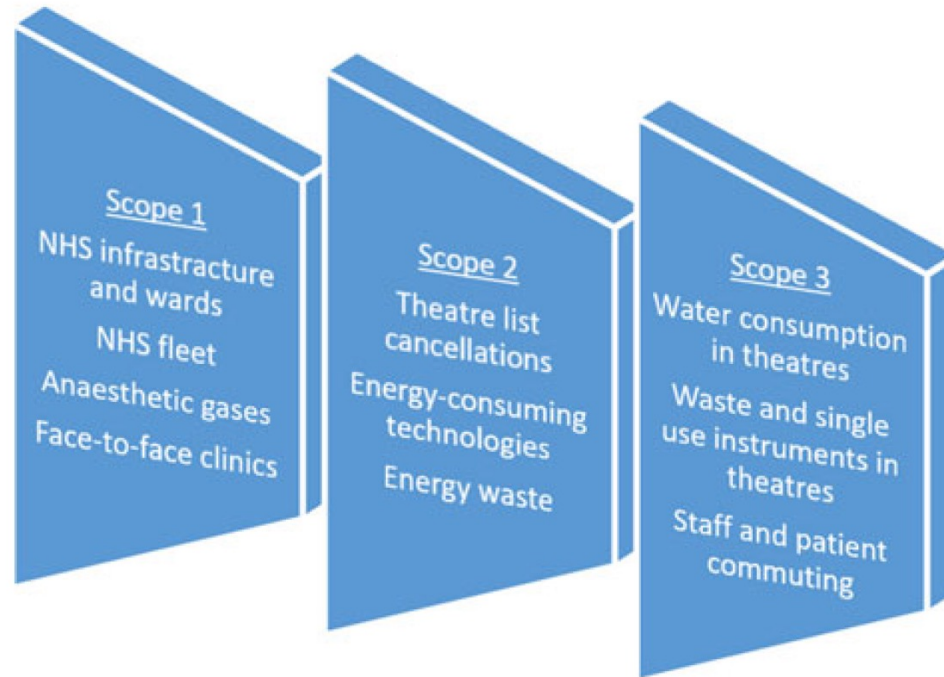 Scope 1
NHS infrastracture
and wards
NHS fleet
Anaesthetic gases
Face-to-face clinics
Scope 2
Theatre list
cancellations
Energy-consuming
technologies
Energy waste
Scope 3
Water consumption
in theatres
Waste and single
use instruments in
theatres
Staff and patient
commuting